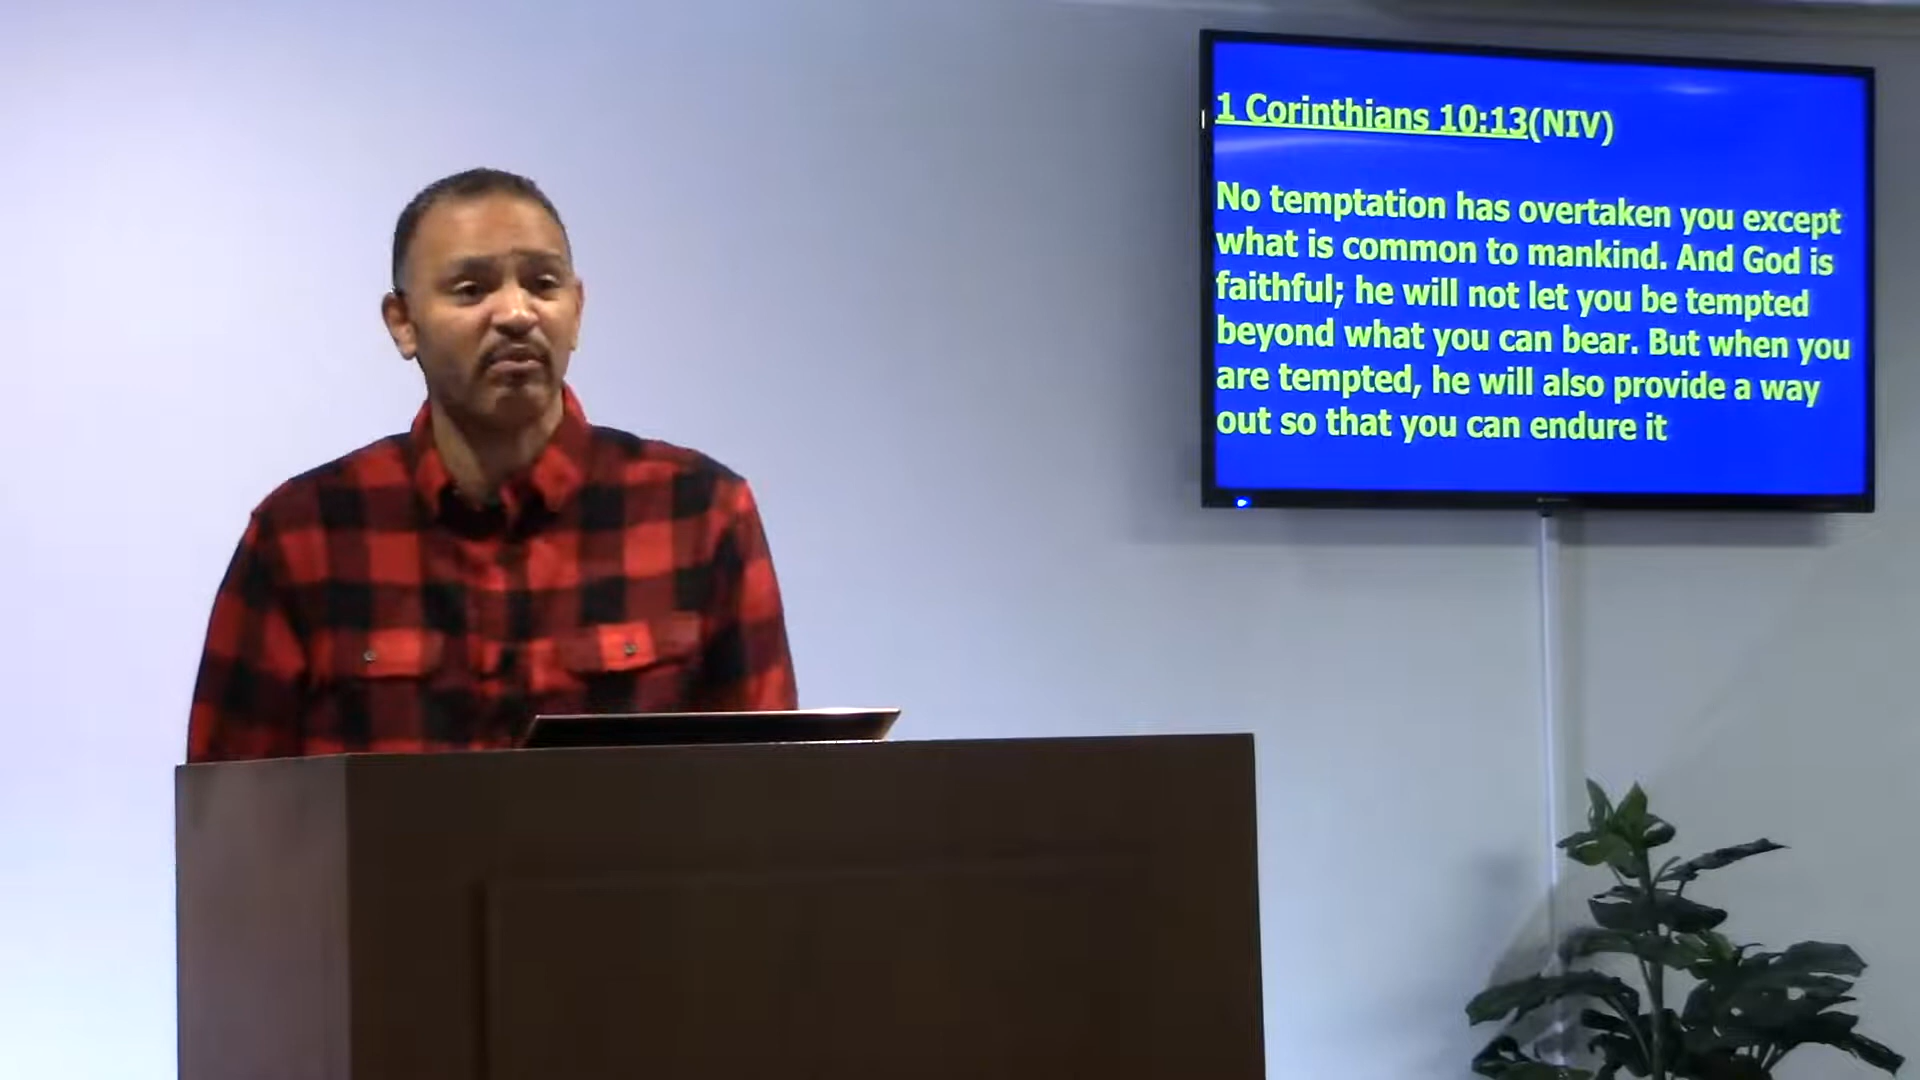 1 Corinthians 10:13(NIV)
No temptation has overtaken you except
what is common to mankind. And God is
faithful; he will not let you be tempted
beyond what you can bear. But when you
are tempted, he will also provide a way
out so that you can endure it